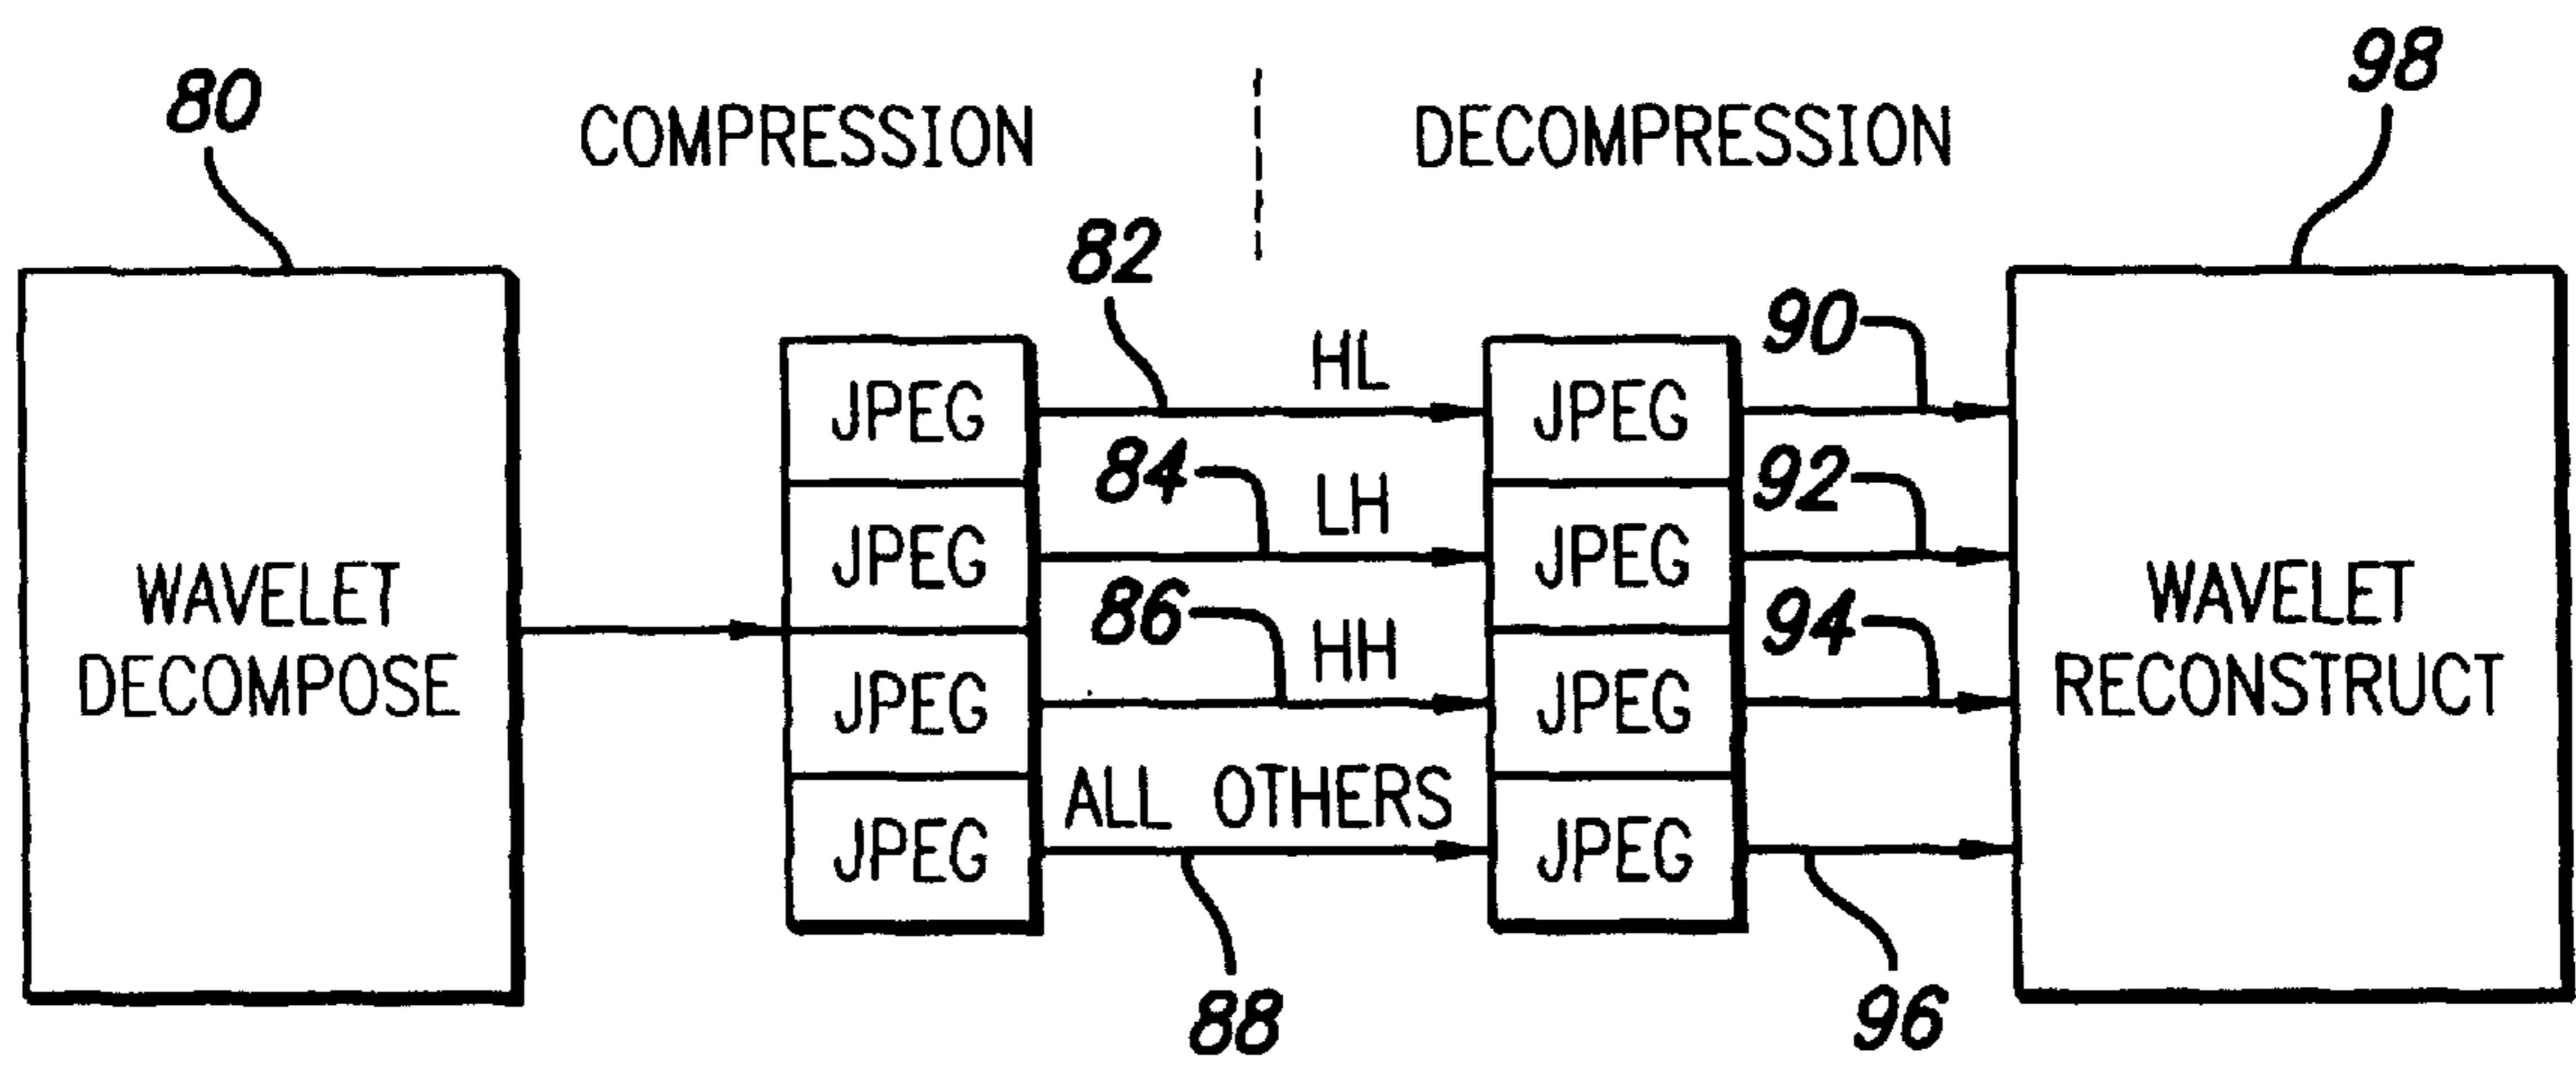 80
COMPRESSION
DECOMPRESSION
98
WAVELET
DECOMPOSE
JPEG
JPEG
JPEG
JPEG
82
HL
84
LH
86
HH
ALL OTHERS
88
JPEG
JPEG
JPEG
JPEG
90
92
94
96
WAVELET
RECONSTRUCT